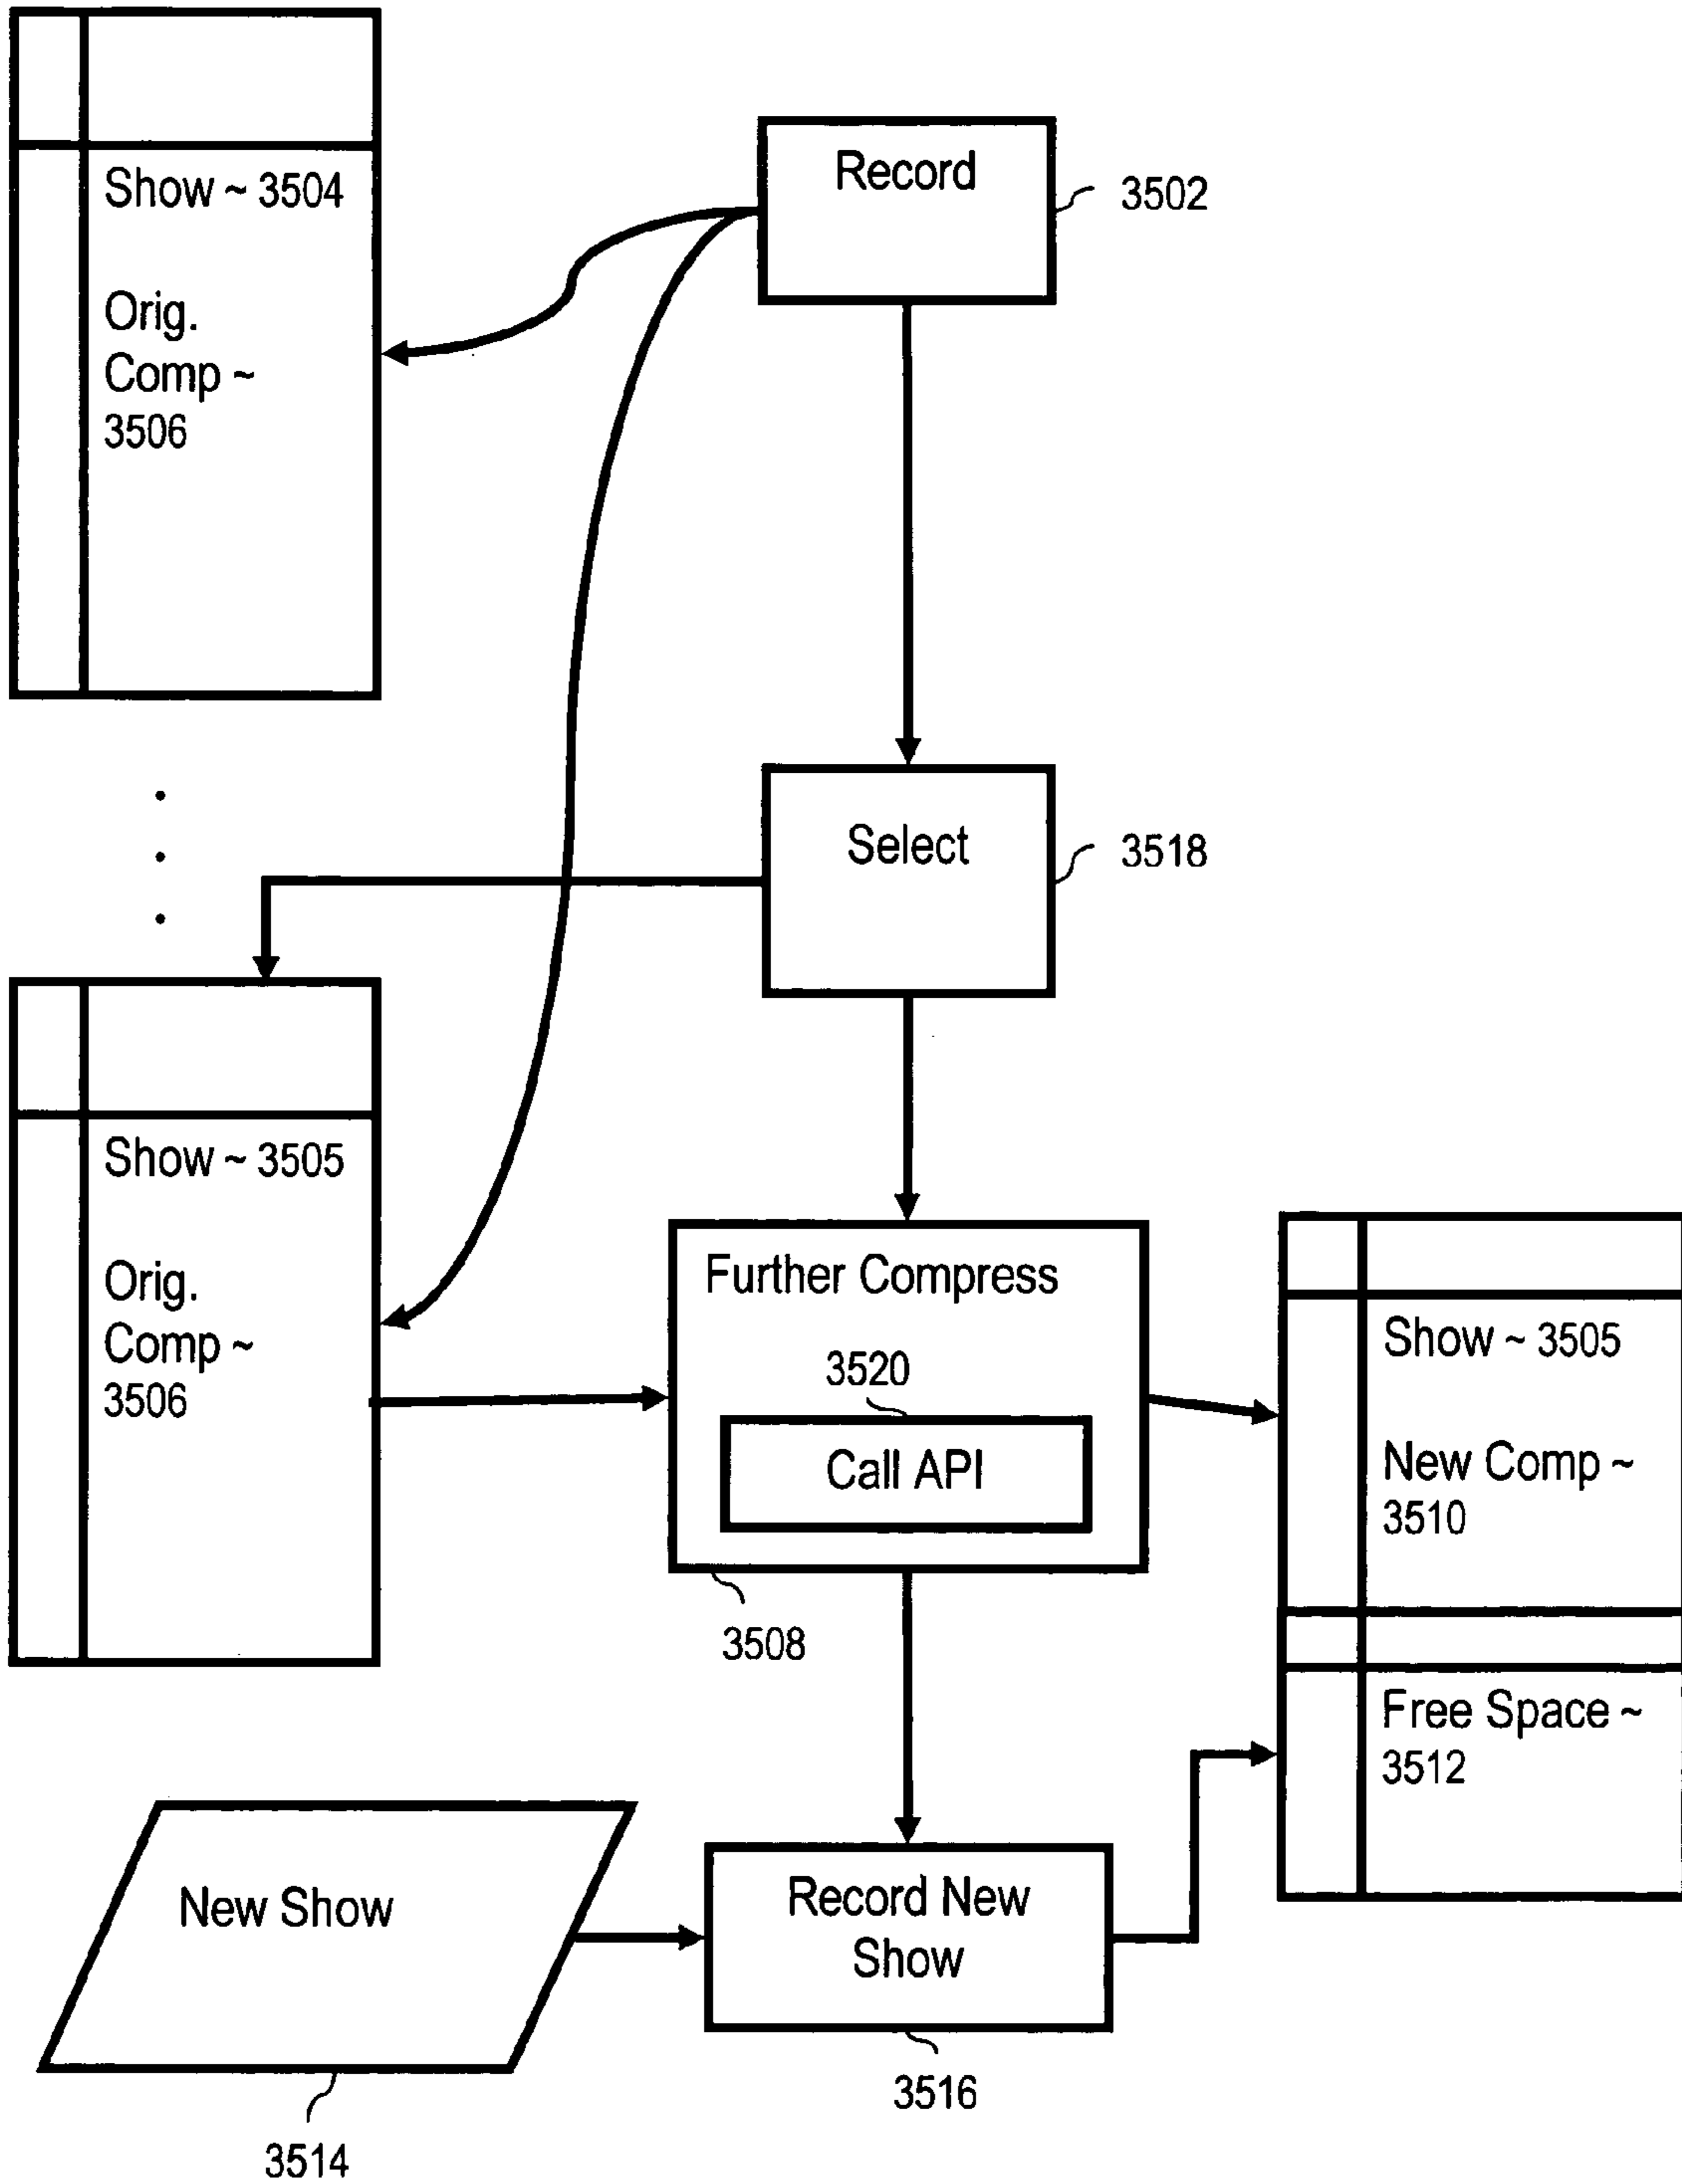 Show ~ 3504
Orig.
Comp ~
3506
Record
3502
Select
3518
Show ~ 3505
Orig.
Comp ~
3506
Further Compress
3520
Call API
3508
Show ~ 3505
New Comp ~
3510
Free Space ~
3512
New Show
3514
Record New
Show
3516